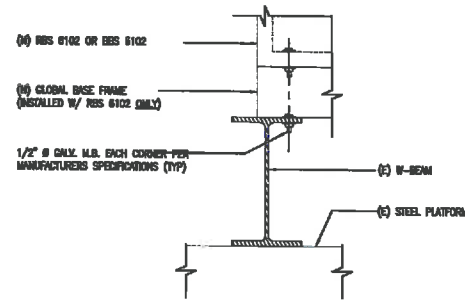 (N) RBS 6102 OR BBS 6102
(N) GLOBAL BASE FRAME
(INSTALLED W/ RBS 6102 ONLY)
1/2" Ø GALV. M.B. EACH CORNER PER
MANUFACTURERS SPECIFICATIONS (TYP)
(E) W-BEAM
(E) STEEL PLATFORM